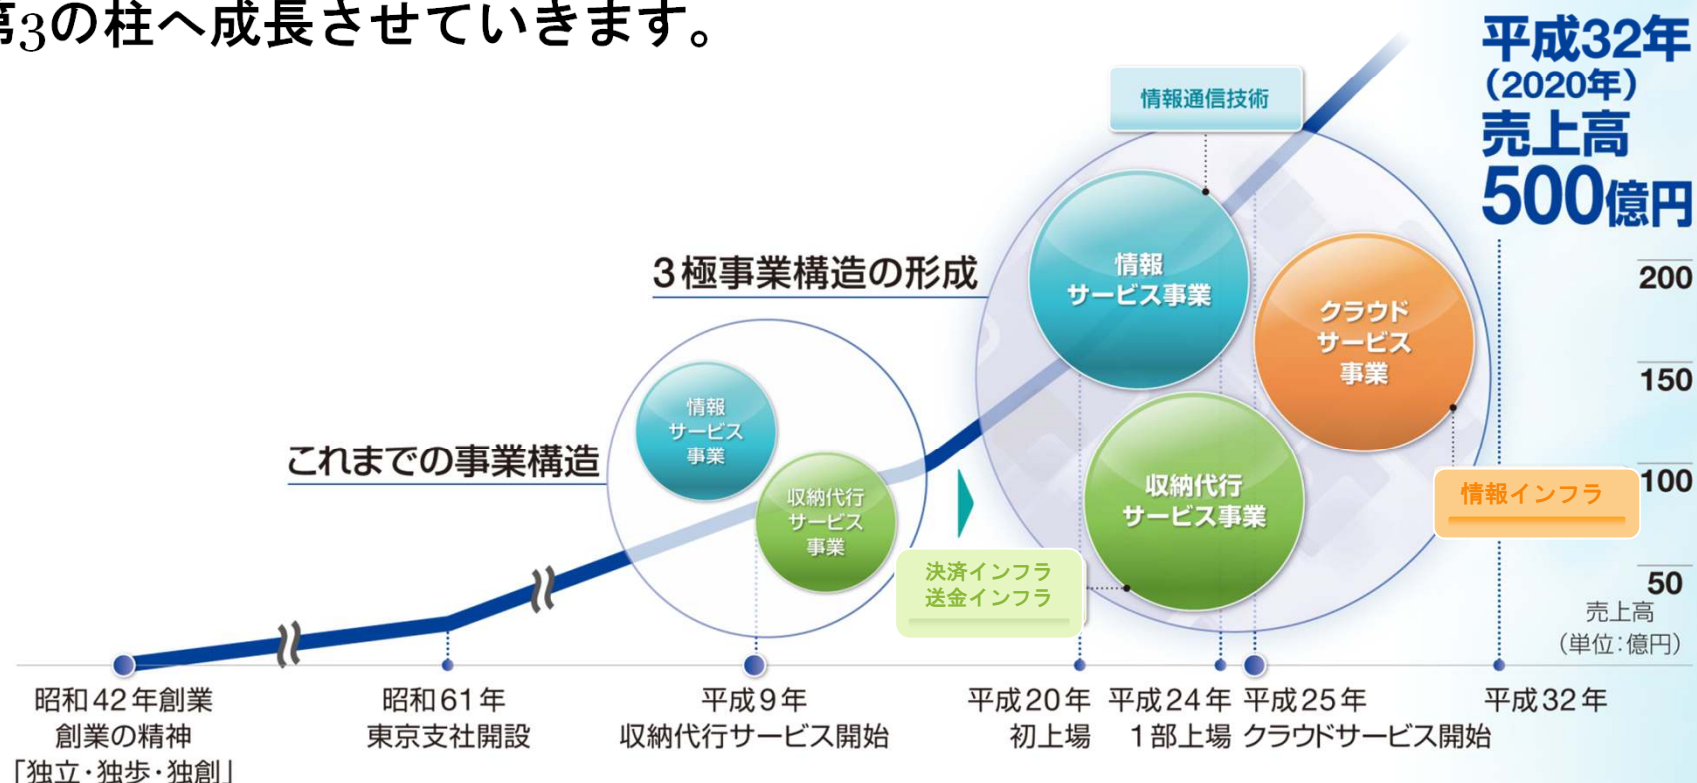 第3の柱へ成長させていきます。
平成32年
（2020年）
売上高
500億円
情報通信技術
3極事業構造の形成
情報
サービス事業
クラウド
サービス
事業
収納代行
サービス事業
これまでの事業構造
情報
サービス
事業
収納代行
サービス
事業
決済インフラ
送金インフラ
情報インフラ
200
150
100
50
売上高
（単位：億円）
昭和42年創業
創業の精神
「独立・独歩・独創」
昭和61年
東京支社開設
平成9年
収納代行サービス開始
平成20年
初上場
平成24年
1部上場
平成25年
クラウドサービス開始
平成32年